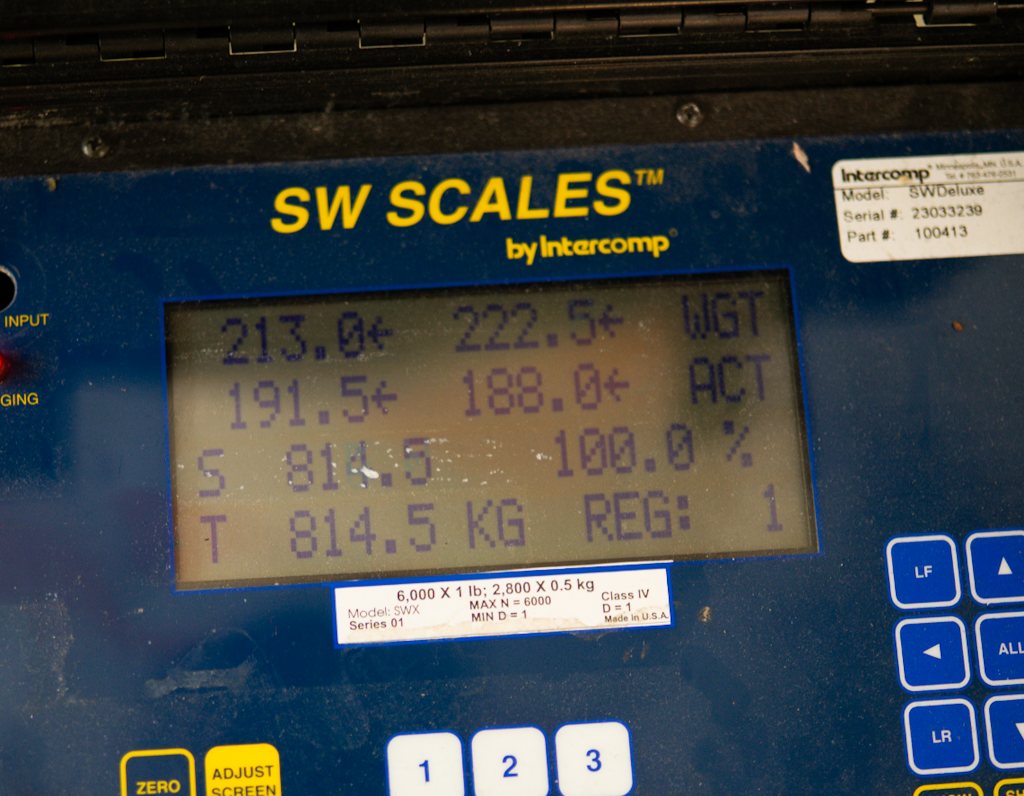 SW SCALES™
by Intercomp®
Intercomp® Minneapolis, MN U.S.A.
Model: SWDeluxe
Serial #: 23033239
Part #: 100413
INPUT
GING
213.0← 222.5← WGT
191.5← 188.0← ACT
S 814.5 100.0 %
T 814.5 KG REG: 1
6,000 X 1 lb; 2,800 X 0.5 kg
Model: SWX MAX N = 6000 Class IV
Series 01 MIN D = 1 D = 1
Made in U.S.A.
LF
ALL
LR
ZERO
ADJUST
SCREEN
1 2 3